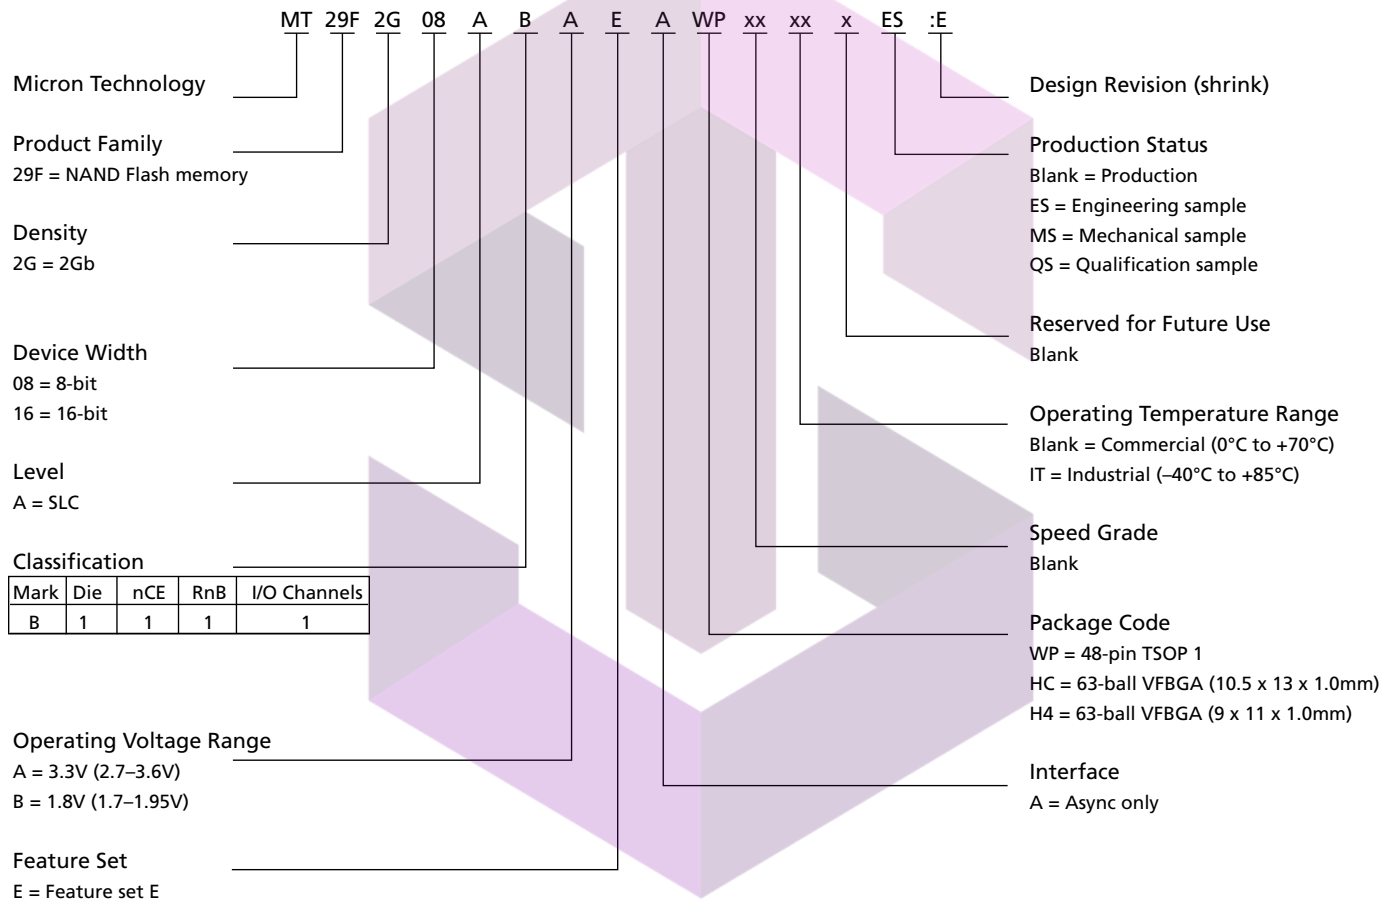 MT 29F 2G 08 A B A E A WP xx xx x ES :E
Micron Technology
Product Family
29F = NAND Flash memory
Density
2G = 2Gb
Device Width
08 = 8-bit
16 = 16-bit
Level
A = SLC
Classification
Mark Die nCE RnB I/O Channels
B 1 1 1 1
Operating Voltage Range
A = 3.3V (2.7–3.6V)
B = 1.8V (1.7–1.95V)
Feature Set
E = Feature set E
Design Revision (shrink)
Production Status
Blank = Production
ES = Engineering sample
MS = Mechanical sample
QS = Qualification sample
Reserved for Future Use
Blank
Operating Temperature Range
Blank = Commercial (0°C to +70°C)
IT = Industrial (–40°C to +85°C)
Speed Grade
Blank
Package Code
WP = 48-pin TSOP 1
HC = 63-ball VFBGA (10.5 x 13 x 1.0mm)
H4 = 63-ball VFBGA (9 x 11 x 1.0mm)
Interface
A = Async only